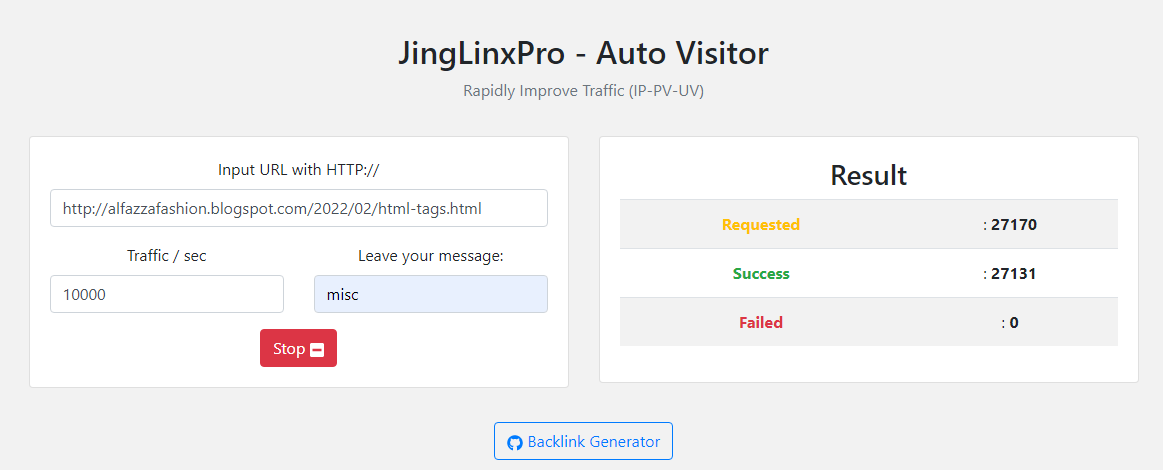 JingLinxPro - Auto Visitor
Rapidly Improve Traffic (IP-PV-UV)
Input URL with HTTP://
http://alfazzafashion.blogspot.com/2022/02/html-tags.html
Traffic / sec
Leave your message:
10000
misc
Stop
Result
Requested : 27170
Success : 27131
Failed : 0
Backlink Generator